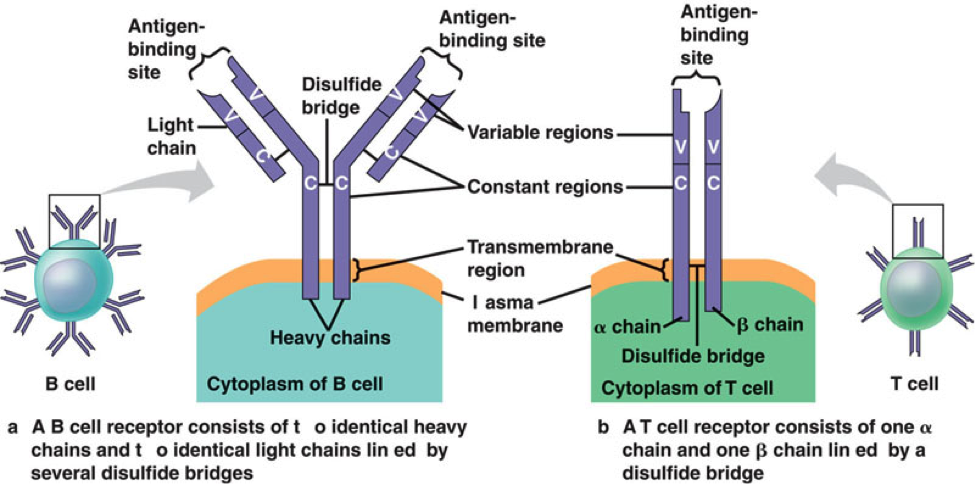 Antigen-
binding
site
Antigen-
binding site
Disulfide
bridge
Light
chain
V
V
C
C
V
V
C
C
Variable regions
Constant regions
Transmembrane
region
l asma
membrane
Heavy chains
Cytoplasm of B cell
B cell
Antigen-
binding
site
V
V
C
C
α chain
β chain
Disulfide bridge
Cytoplasm of T cell
T cell
a A B cell receptor consists of t o identical heavy
chains and t o identical light chains lin ed by
several disulfide bridges
b A T cell receptor consists of one α
chain and one β chain lin ed by a
disulfide bridge